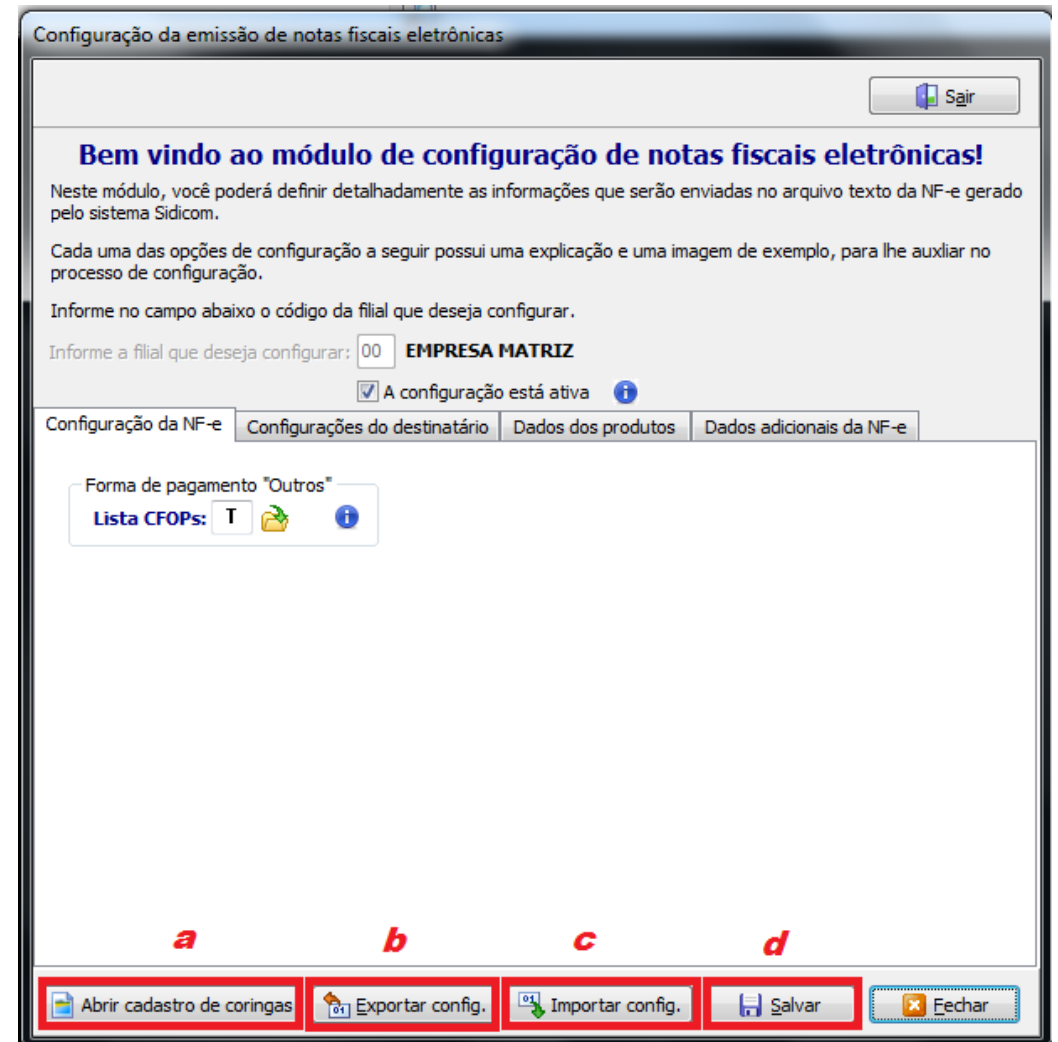 Configuração da emissão de notas fiscais eletrônicas
Sair
Bem vindo ao módulo de configuração de notas fiscais eletrônicas!
Neste módulo, você poderá definir detalhadamente as informações que serão enviadas no arquivo texto da NF-e gerado
pelo sistema Sidicom.
Cada uma das opções de configuração a seguir possui uma explicação e uma imagem de exemplo, para lhe auxliar no
processo de configuração.
Informe no campo abaixo o código da filial que deseja configurar.
Informe a filial que deseja configurar: 00 EMPRESA MATRIZ
A configuração está ativa
Configuração da NF-e Configurações do destinatário Dados dos produtos Dados adicionais da NF-e
Forma de pagamento "Outros"
Lista CFOPs: T
a b c d
Abrir cadastro de coringas Exportar config. Importar config. Salvar Fechar